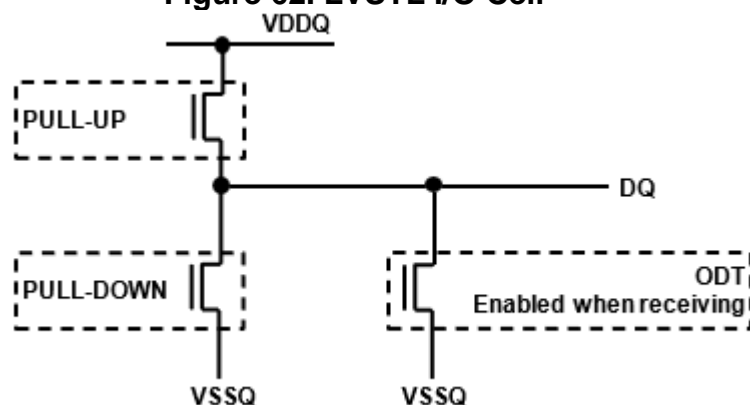 VDDQ
PULL-UP
DQ
PULL-DOWN
ODT
Enabled when receiving
VSSQ
VSSQ